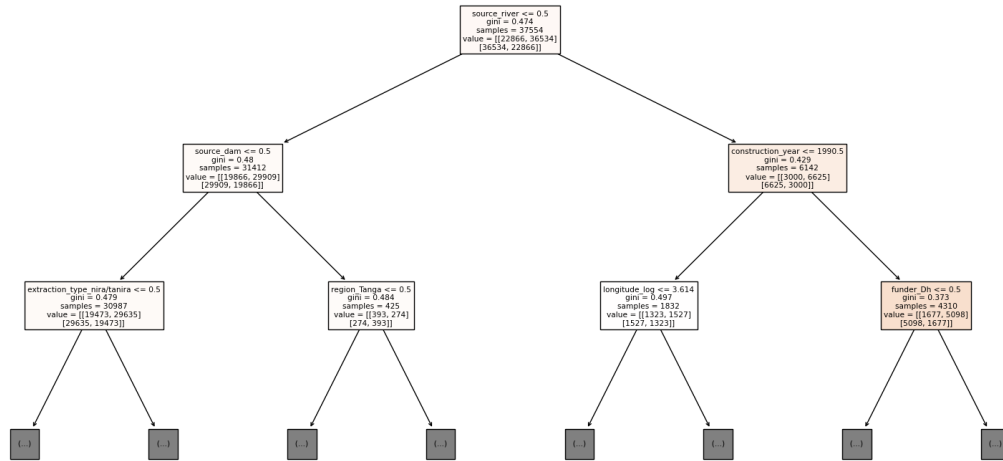 source_river <= 0.5
gini = 0.474
samples = 37554
value = [[22866, 36534]
[36534, 22866]]
source_dam <= 0.5
gini = 0.48
samples = 31412
value = [[19866, 29909]
[29909, 19866]]
construction_year <= 1990.5
gini = 0.429
samples = 6142
value = [[3000, 6625]
[6625, 3000]]
extraction_type_nira/tanira <= 0.5
gini = 0.479
samples = 30987
value = [[19473, 29635]
[29635, 19473]]
region_Tanga <= 0.5
gini = 0.484
samples = 425
value = [[393, 274]
[274, 393]]
longitude_log <= 3.614
gini = 0.497
samples = 1832
value = [[1323, 1527]
[1527, 1323]]
funder_Dh <= 0.5
gini = 0.373
samples = 4310
value = [[1677, 5098]
[5098, 1677]]
(...)
(...)
(...)
(...)
(...)
(...)
(...)
(...)